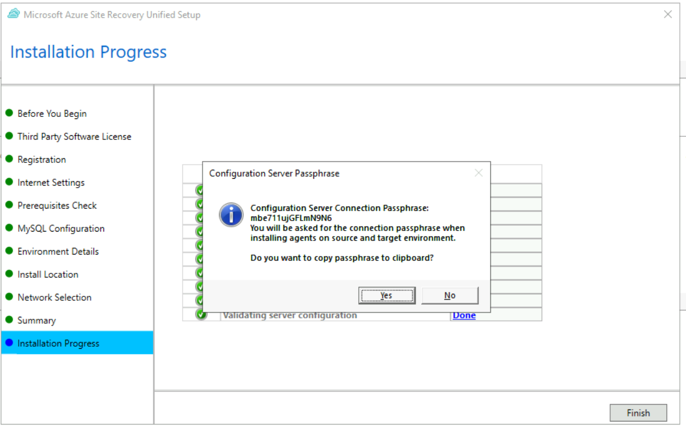 Microsoft Azure Site Recovery Unified Setup
Installation Progress
Before You Begin
Third Party Software License
Registration
Internet Settings
Prerequisites Check
MySQL Configuration
Environment Details
Install Location
Network Selection
Summary
Installation Progress
Configuration Server Passphrase
Configuration Server Connection Passphrase:
mbe711ujGFLmN9N6
You will be asked for the connection passphrase when
installing agents on source and target environment.
Do you want to copy passphrase to clipboard?
Yes No
Validating server configuration Done
Finish